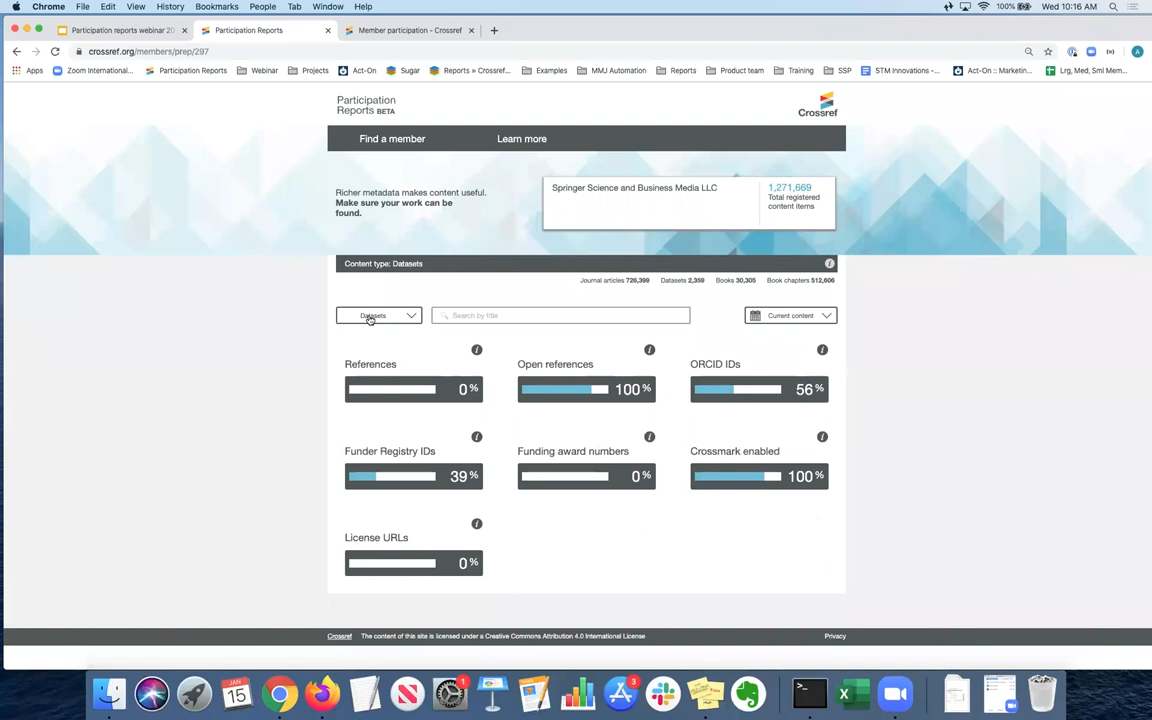 Chrome File Edit View History Bookmarks People Tab Window Help 100% Wed 10:16 AM
Participation reports webinar 20 Participation Reports Member participation - Crossref
crossref.org/members/prep/297
Apps Zoom International... Participation Reports Webinar Projects Act-On Sugar Reports » Crossref... Examples MMJ Automation Reports Product team Training SSP STM Innovations -... Act-On :: Marketin... Lrg, Med, Sml Mem...
Participation
Reports BETA
Crossref
Find a member Learn more
Richer metadata makes content useful.
Make sure your work can be
found.
Springer Science and Business Media LLC
1,271,669
Total registered
content items
Content type: Datasets
Journal articles 726,399 Datasets 2,359 Books 30,305 Book chapters 512,606
Datasets Search by title Current content
References Open references ORCID IDs
0% 100% 56%
Funder Registry IDs Funding award numbers Crossmark enabled
39% 0% 100%
License URLs
0%
Crossref The content of this site is licensed under a Creative Commons Attribution 4.0 International License Privacy
JAN
15
1
3